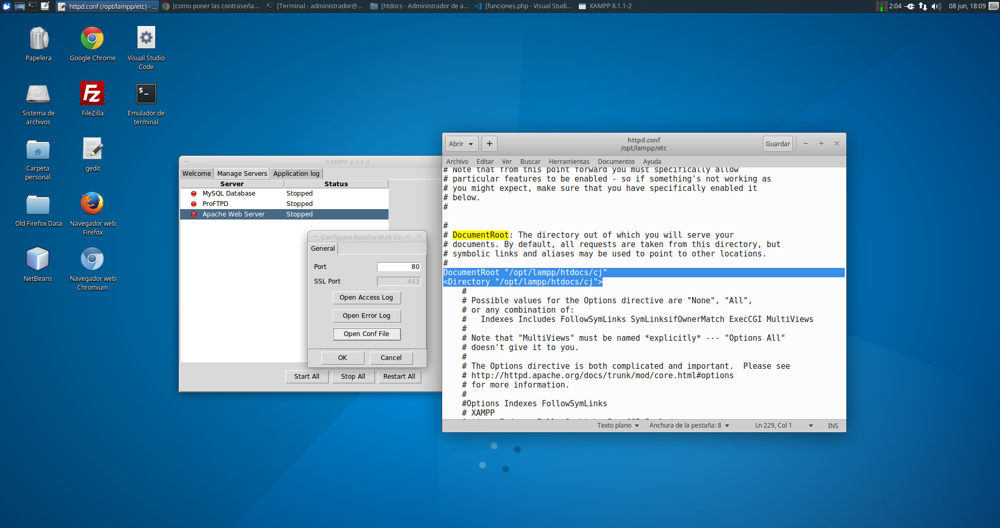 httpd.conf (/opt/lampp/etc) - ...
[como poner las contraseña...
[Terminal - administrador@...
[htdocs - Administrador de a...
[funciones.php - Visual Studi...
XAMPP 8.1.1-2
2:04
08 jun, 18:09
Papelera
Google Chrome
Visual Studio
Code
Sistema de
archivos
FileZilla
Emulador de
terminal
Carpeta
personal
gedit
Old Firefox Data
Navegador web
Firefox
NetBeans
Navegador web
Chromium
XAMPP 8.1.1-2
Welcome
Manage Servers
Application log
Server
Status
MySQL Database
Stopped
ProFTPD
Stopped
Apache Web Server
Stopped
Start All
Stop All
Restart All
Configure Apache Web Se
General
Port
80
SSL Port
443
Open Access Log
Open Error Log
Open Conf File
OK
Cancel
Abrir
httpd.conf
/opt/lampp/etc
Guardar
Archivo
Editar
Ver
Buscar
Herramientas
Documentos
Ayuda
# Note that from this point forward you must specifically allow
# particular features to be enabled - so if something's not working as
# you might expect, make sure that you have specifically enabled it
# below.
#
#
# DocumentRoot: The directory out of which you will serve your
# documents. By default, all requests are taken from this directory, but
# symbolic links and aliases may be used to point to other locations.
#
DocumentRoot "/opt/lampp/htdocs/cj"
<Directory "/opt/lampp/htdocs/cj">
#
# Possible values for the Options directive are "None", "All",
# or any combination of:
#   Indexes Includes FollowSymLinks SymLinksifOwnerMatch ExecCGI MultiViews
#
# Note that "MultiViews" must be named *explicitly* --- "Options All"
# doesn't give it to you.
#
# The Options directive is both complicated and important.  Please see
# http://httpd.apache.org/docs/trunk/mod/core.html#options
# for more information.
#
#Options Indexes FollowSymLinks
# XAMPP
Texto plano
Anchura de la pestaña: 8
Ln 229, Col 1
INS